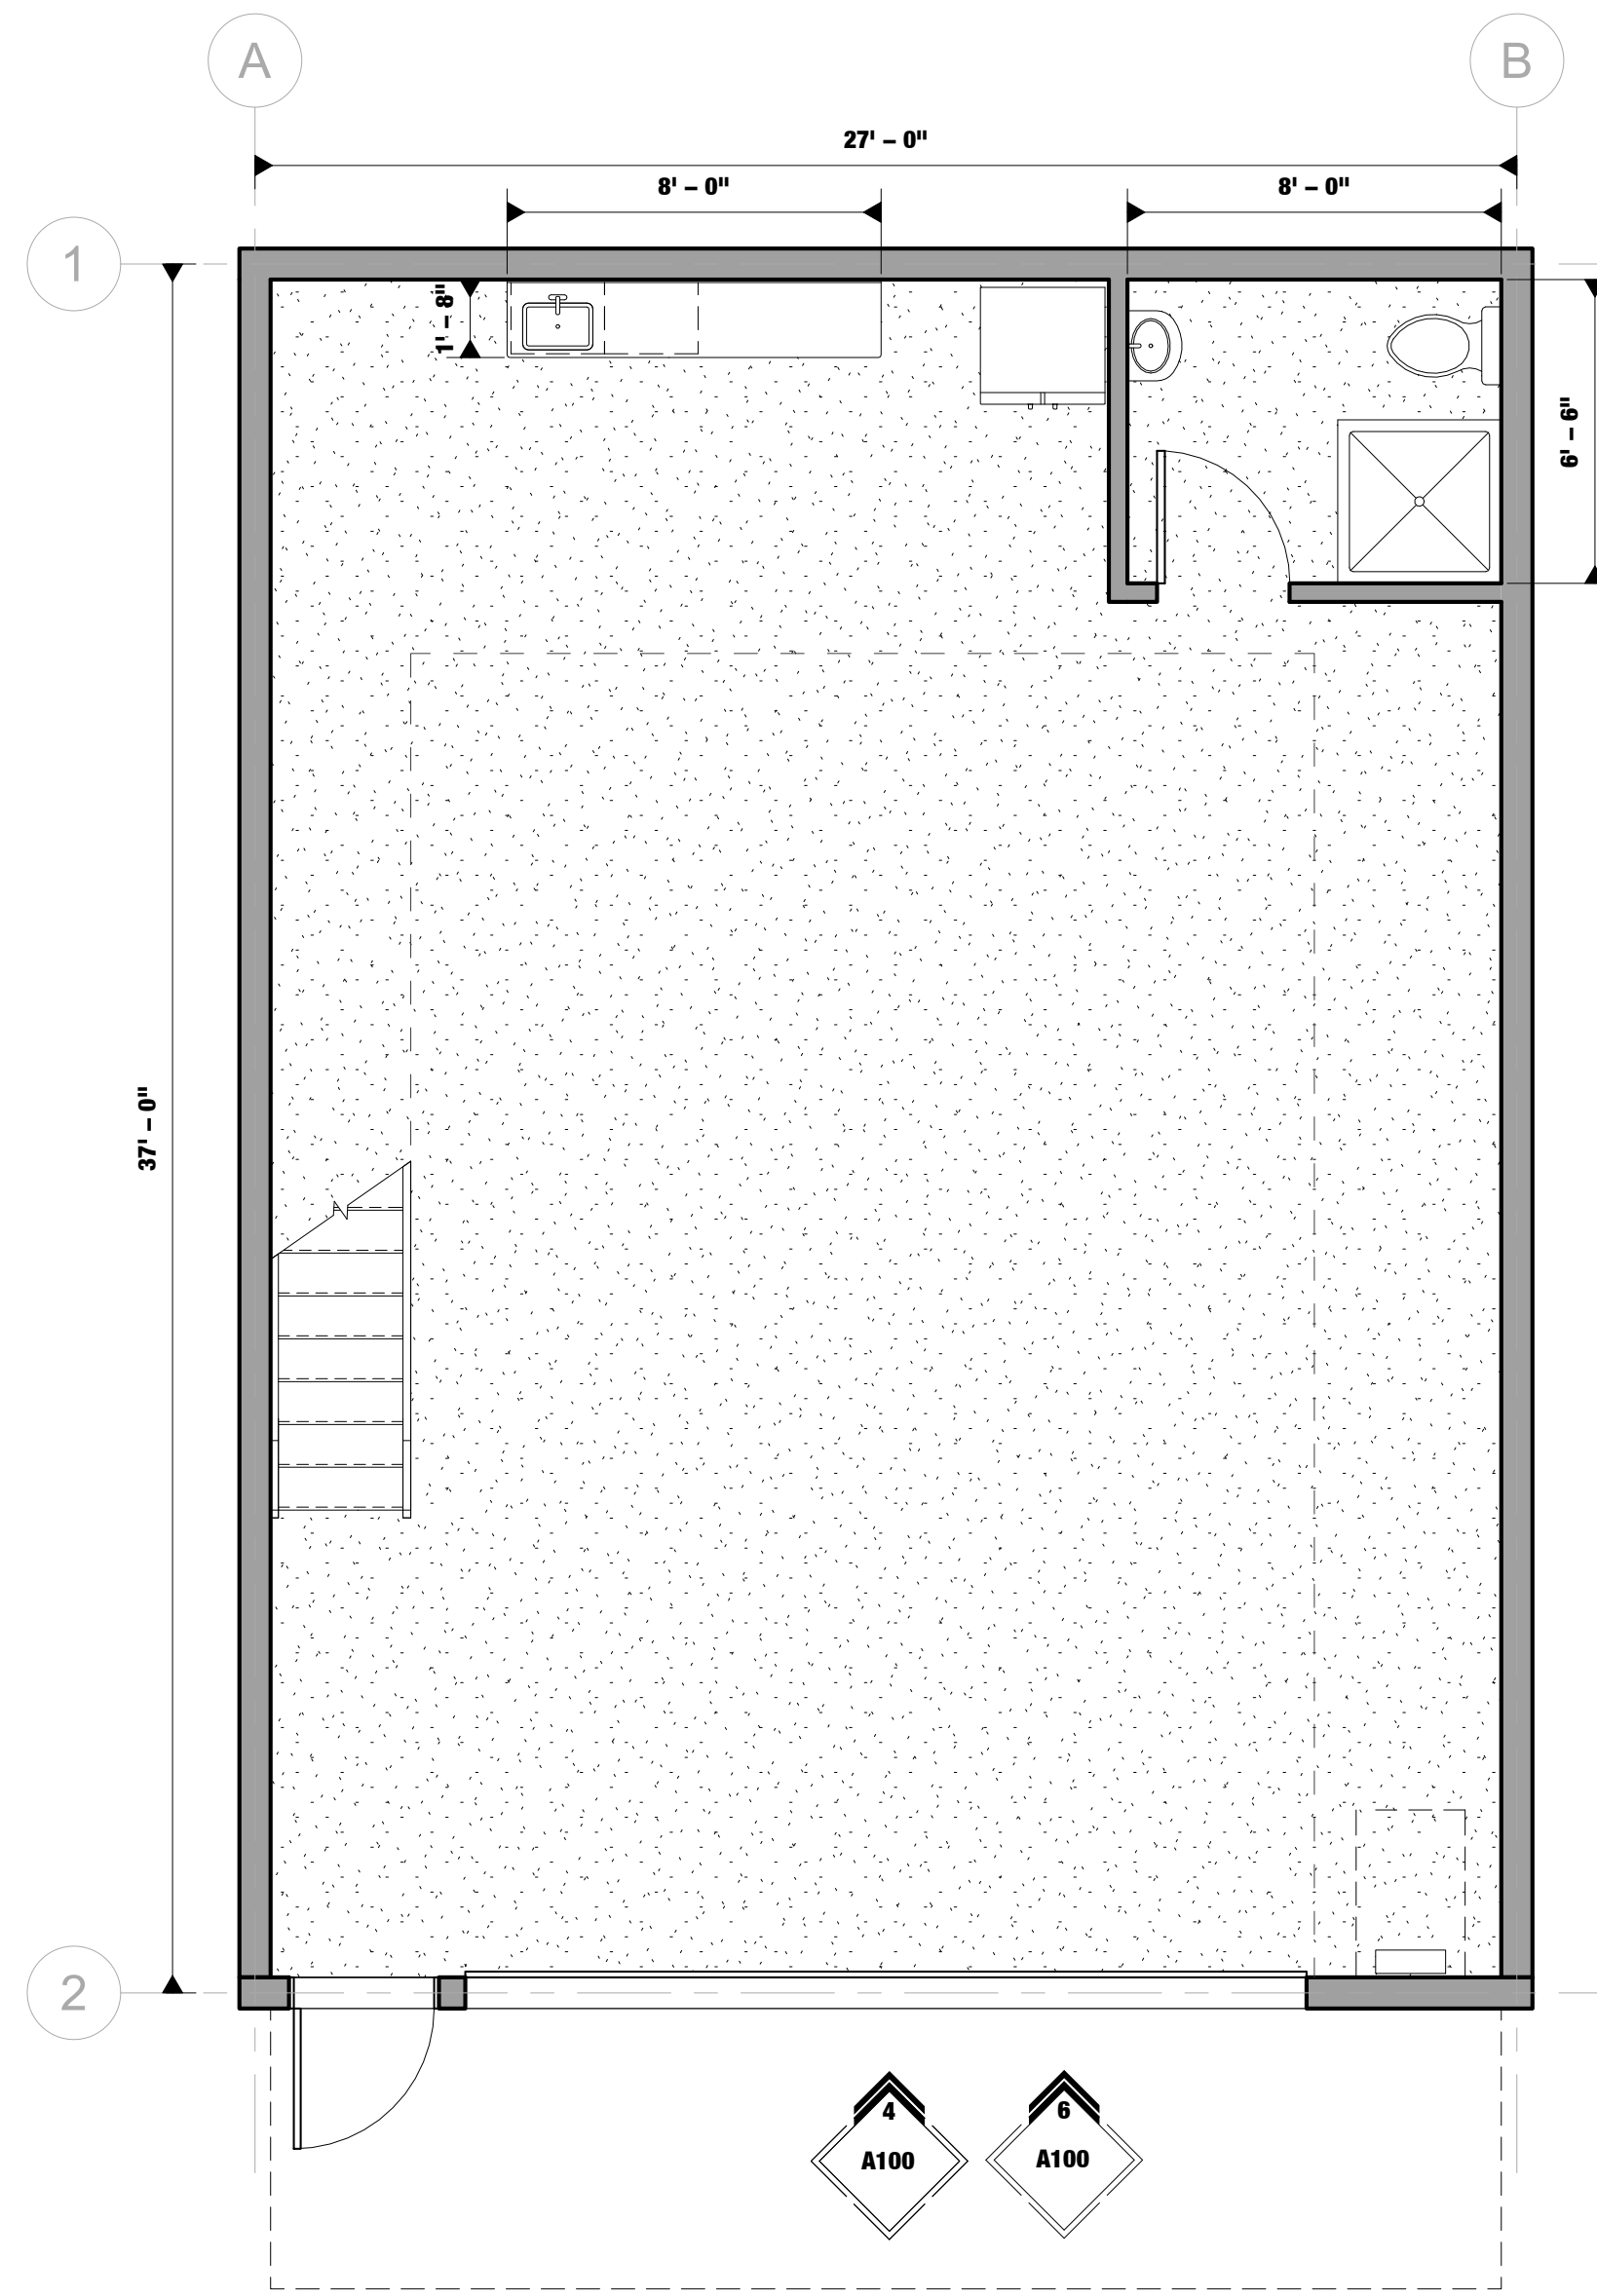 A
B
27' – 0"
8' – 0"
8' – 0"
1
1' – 8"
6' – 6"
37' – 0"
2
4
A100
6
A100